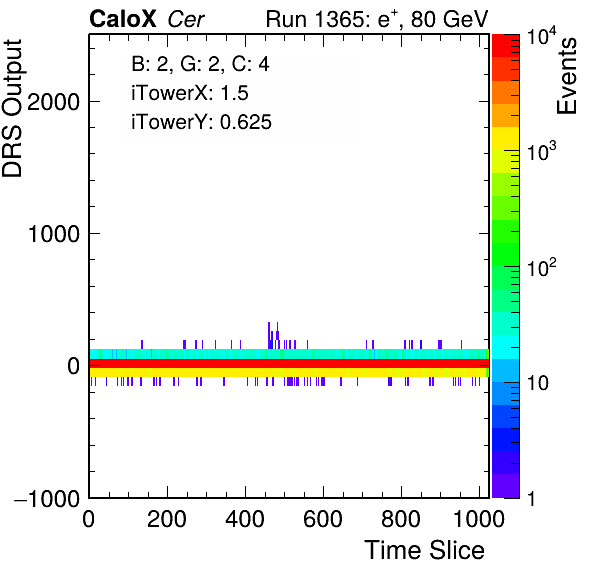 CaloX Cer Run 1365: e⁺, 80 GeV
B: 2, G: 2, C: 4
iTowerX: 1.5
iTowerY: 0.625
DRS Output
2000
1000
0
−1000
0 200 400 600 800 1000
Time Slice
Events
10⁴
10³
10²
10
1